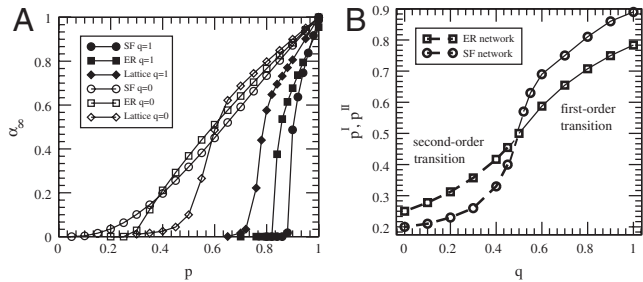 A
SF q=1
ER q=1
Lattice q=1
SF q=0
ER q=0
Lattice q=0
α∞
1
0.8
0.6
0.4
0.2
0
0 0.2 0.4 0.6 0.8 1
p
B
ER network
SF network
second-order
transition
first-order
transition
p^I, p^II
0.9
0.8
0.7
0.6
0.5
0.4
0.3
0.2
0 0.2 0.4 0.6 0.8 1
q